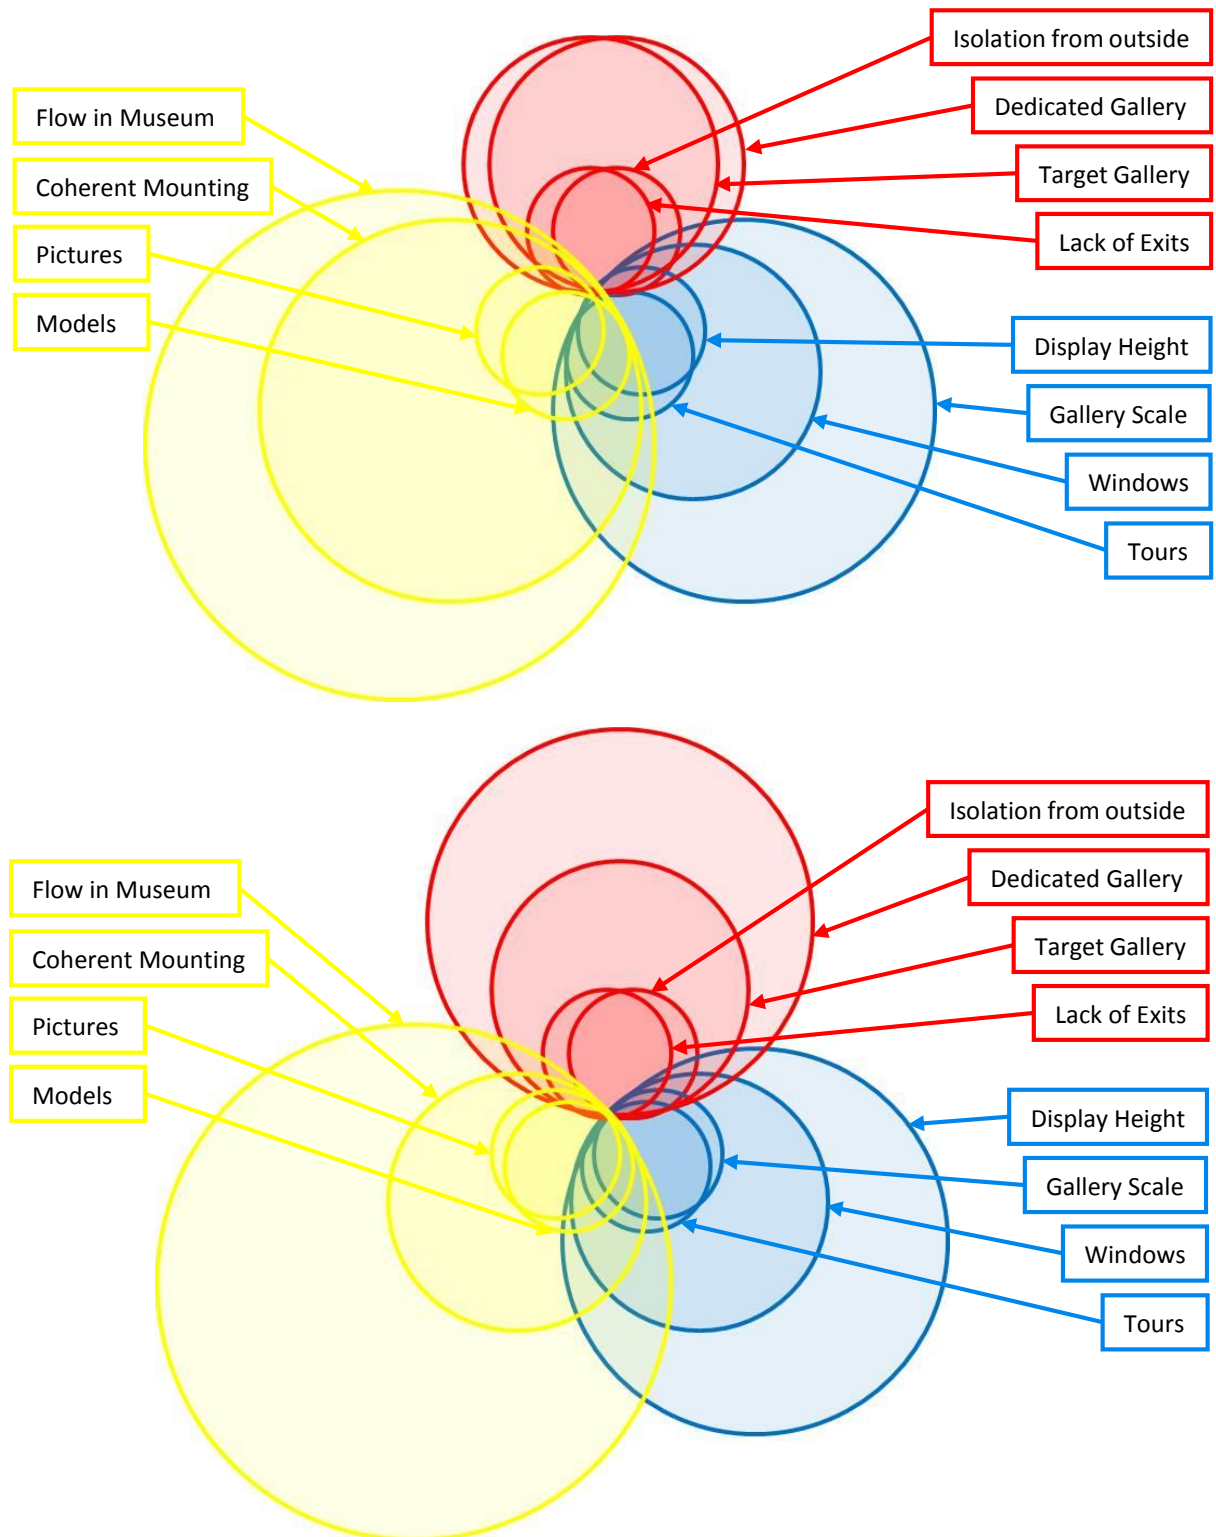 Isolation from outside
Dedicated Gallery
Target Gallery
Lack of Exits
Flow in Museum
Coherent Mounting
Pictures
Models
Display Height
Gallery Scale
Windows
Tours
Isolation from outside
Dedicated Gallery
Target Gallery
Lack of Exits
Flow in Museum
Coherent Mounting
Pictures
Models
Display Height
Gallery Scale
Windows
Tours